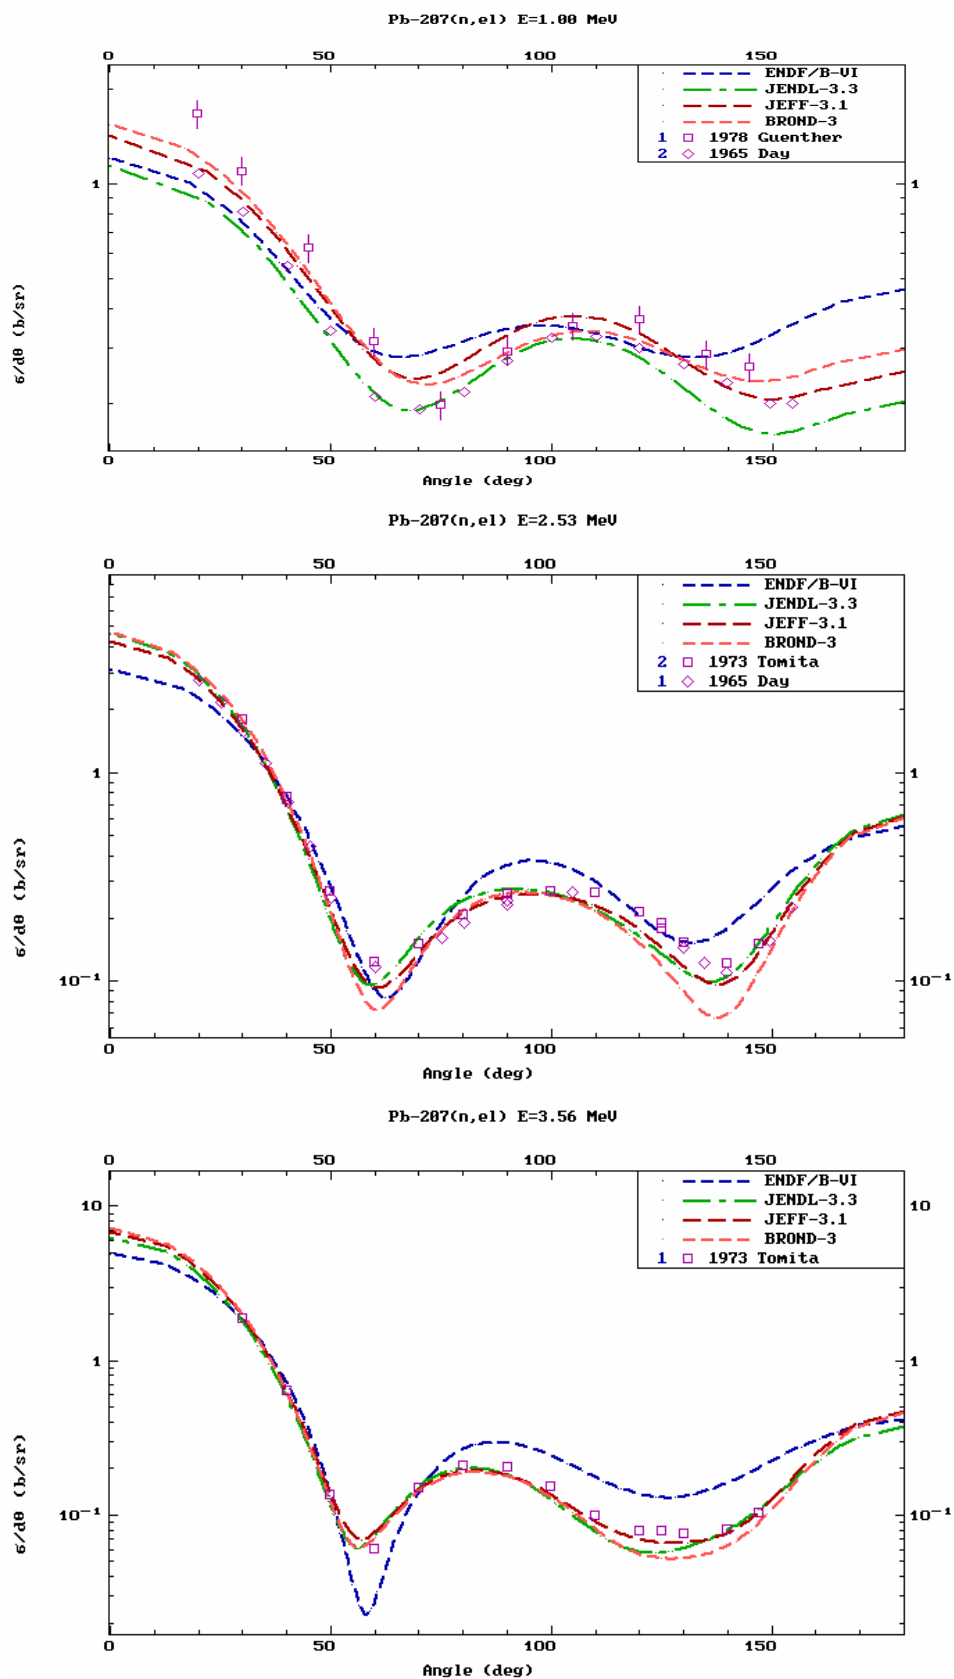 Pb-207(n,el) E=1.00 MeV
0 50 100 150
ENDF/B-VI
JENDL-3.3
JEFF-3.1
BROND-3
1 1978 Guenther
2 1965 Day
1 1
б/dθ (b/sr)
0 50 100 150
Angle (deg)
Pb-207(n,el) E=2.53 MeV
0 50 100 150
ENDF/B-VI
JENDL-3.3
JEFF-3.1
BROND-3
2 1973 Tomita
1 1965 Day
1 1
б/dθ (b/sr)
10⁻¹ 10⁻¹
0 50 100 150
Angle (deg)
Pb-207(n,el) E=3.56 MeV
0 50 100 150
ENDF/B-VI
10 10
JENDL-3.3
JEFF-3.1
BROND-3
1 1973 Tomita
1 1
б/dθ (b/sr)
10⁻¹ 10⁻¹
0 50 100 150
Angle (deg)